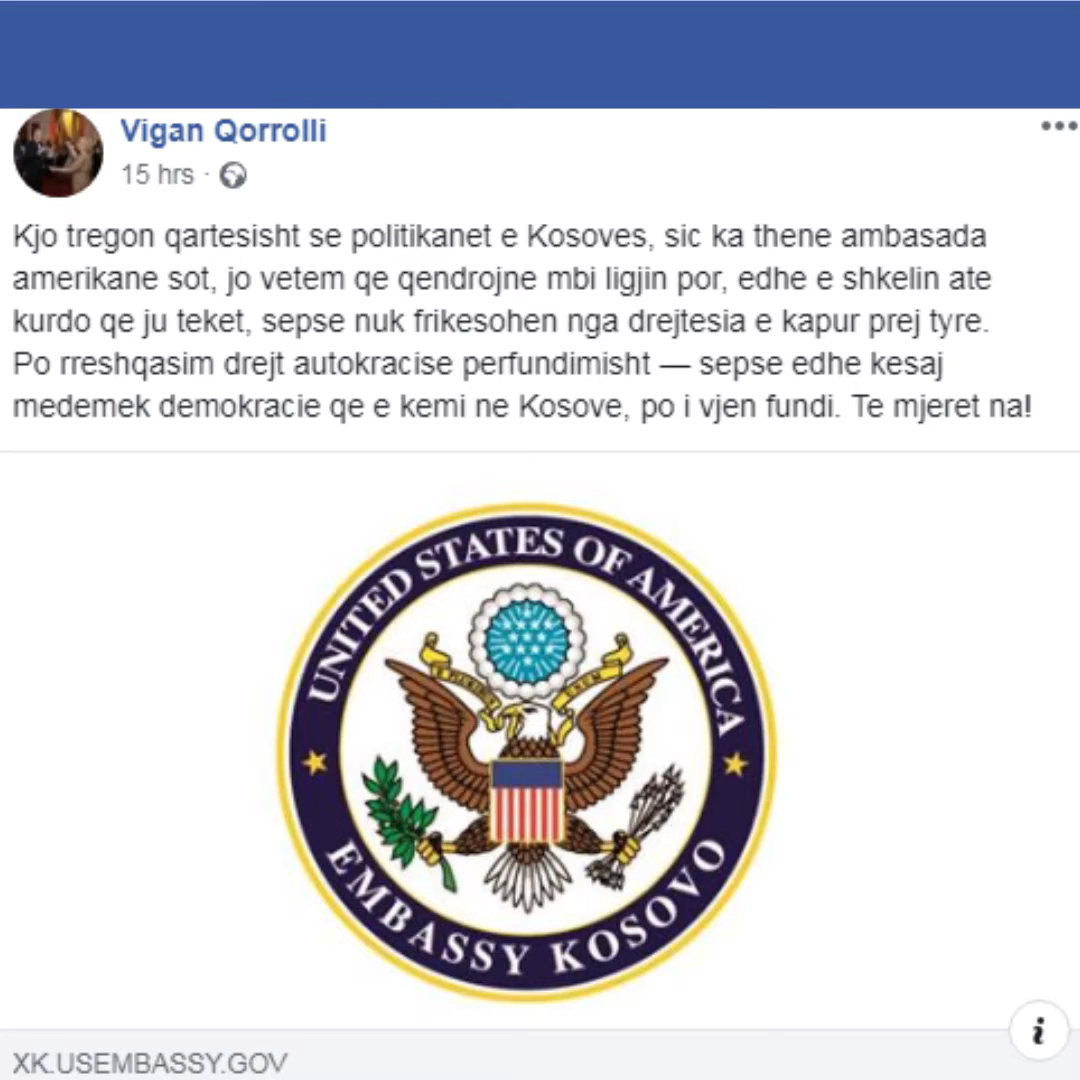 Vigan Qorrolli
15 hrs ·
Kjo tregon qartesisht se politikanet e Kosoves, sic ka thene ambasada
amerikane sot, jo vetem qe qendrojne mbi ligjin por, edhe e shkelin ate
kurdo qe ju teket, sepse nuk frikesohen nga drejtesia e kapur prej tyre.
Po rreshqasim drejt autokracise perfundimisht — sepse edhe kesaj
medemek demokracie qe e kemi ne Kosove, po i vjen fundi. Te mjeret na!
UNITED STATES OF AMERICA
EMBASSY KOSOVO
i
XK.USEMBASSY.GOV